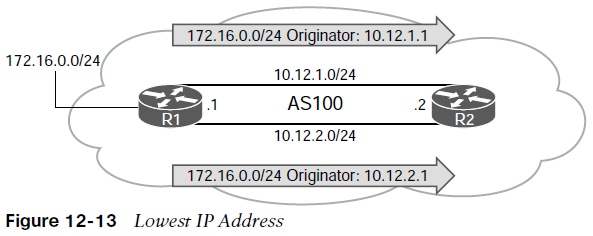 172.16.0.0/24 Originator: 10.12.1.1
172.16.0.0/24
10.12.1.0/24
R1
.1
AS100
.2
R2
10.12.2.0/24
172.16.0.0/24 Originator: 10.12.2.1
Figure 12-13 Lowest IP Address